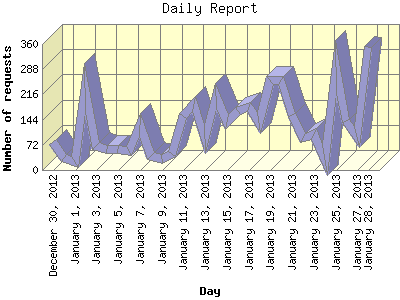 Daily Report
Number of requests
360
288
216
144
72
0
December 30, 2012
January 1, 2013
January 3, 2013
January 5, 2013
January 7, 2013
January 9, 2013
January 11, 2013
January 13, 2013
January 15, 2013
January 17, 2013
January 19, 2013
January 21, 2013
January 23, 2013
January 25, 2013
January 27, 2013
January 28, 2013
Day